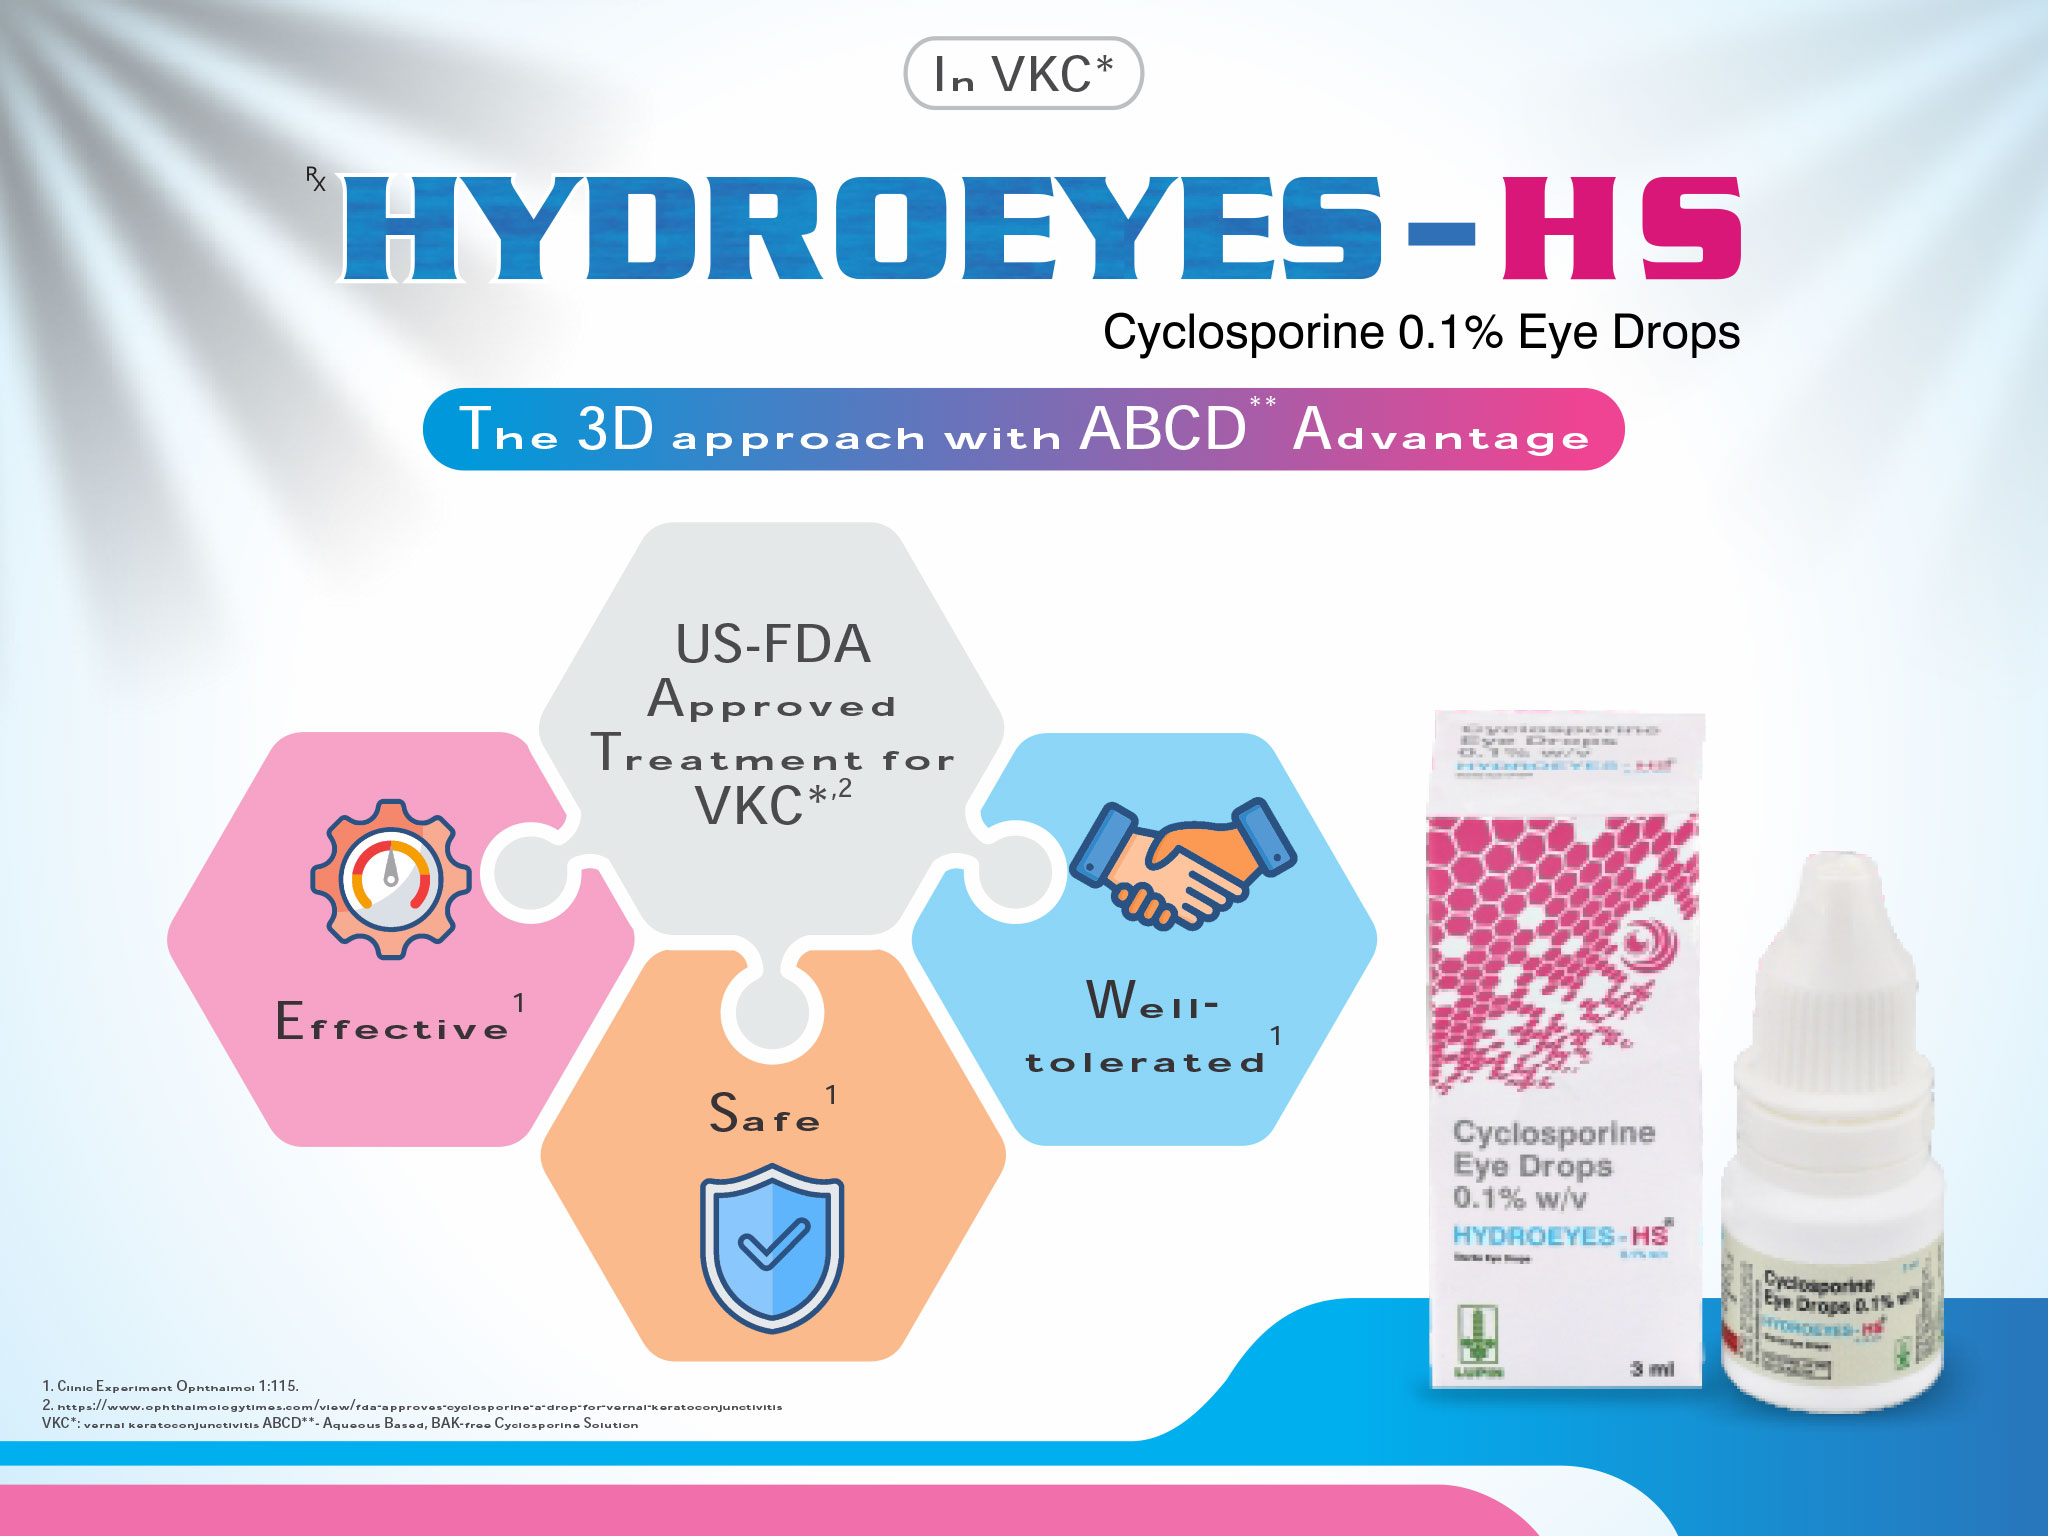 In VKC*
Rx HYDROEYES-HS
Cyclosporine 0.1% Eye Drops
The 3D approach with ABCD** Advantage
US-FDA
Approved
Treatment for
VKC*,2
Effective1
Well-
tolerated1
Safe1
Cyclosporine
Eye Drops
0.1% w/v
HYDROEYES-HS
Cyclosporine
Eye Drops
0.1% w/v
HYDROEYES-HS®
Sterile Eye Drops
LUPIN
3 ml
Cyclosporine
Eye Drops 0.1% w/v
HYDROEYES-HS
1. Clinic Experiment Ophthalmol 1:115.
2. https://www.ophthalmologytimes.com/view/fda-approves-cyclosporine-a-drop-for-vernal-keratoconjunctivitis
VKC*: vernal keratoconjunctivitis ABCD**- Aqueous Based, BAK-free Cyclosporine Solution